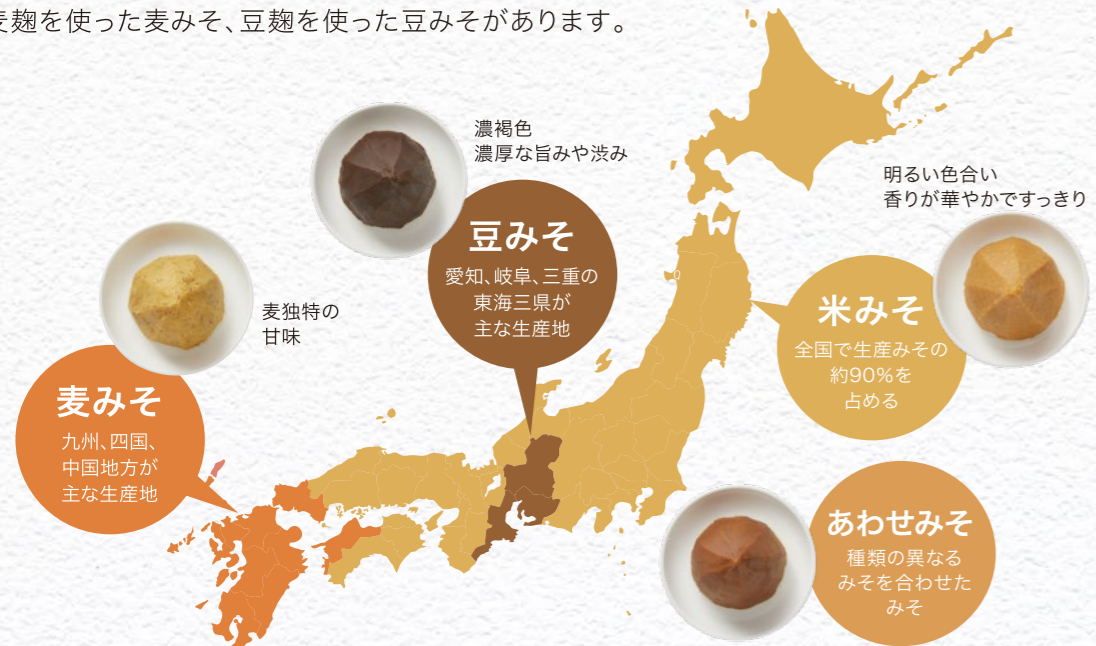 麦麹を使った麦みそ、豆麹を使った豆みそがあります。
濃褐色
濃厚な旨みや渋み
豆みそ
愛知、岐阜、三重の
東海三県が
主な生産地
明るい色合い
香りが華やかですっきり
米みそ
全国で生産みその
約90%を
占める
麦独特の
甘味
麦みそ
九州、四国、
中国地方が
主な生産地
あわせみそ
種類の異なる
みそを合わせた
みそ